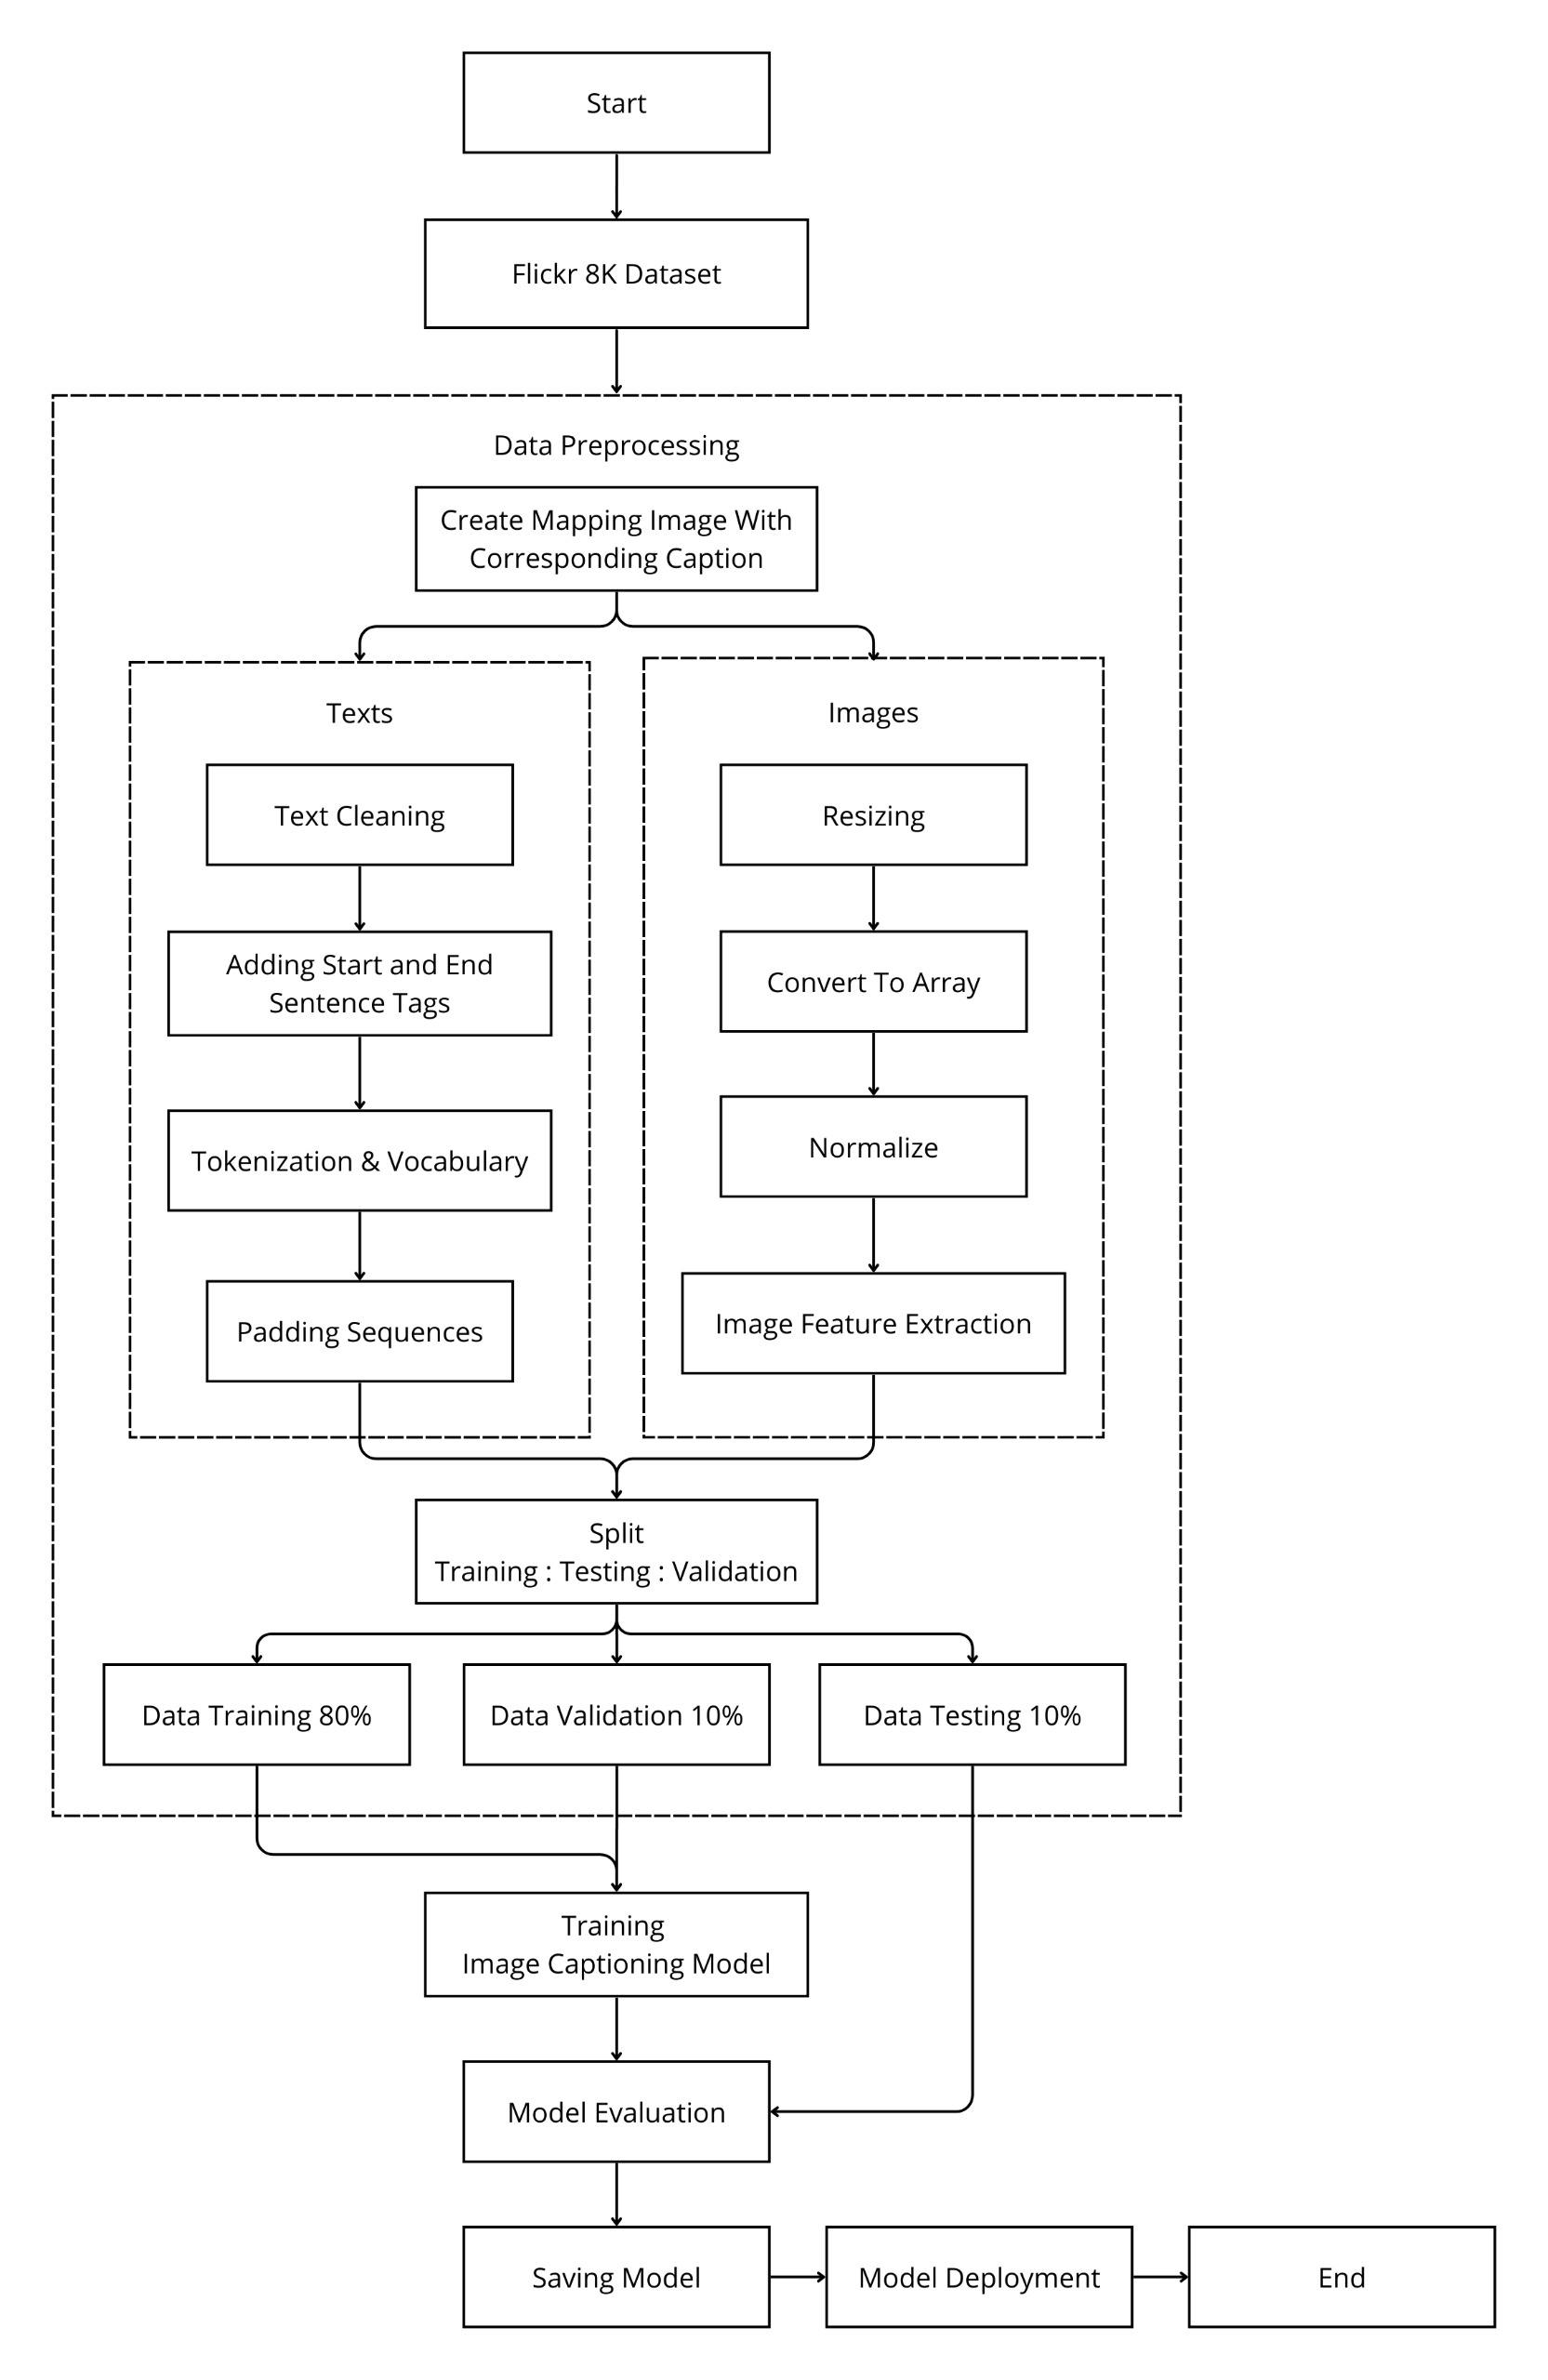 Start
Flickr 8K Dataset
Data Preprocessing
Create Mapping Image With
Corresponding Caption
Texts
Text Cleaning
Adding Start and End
Sentence Tags
Tokenization & Vocabulary
Padding Sequences
Images
Resizing
Convert To Array
Normalize
Image Feature Extraction
Split
Training : Testing : Validation
Data Training 80%
Data Validation 10%
Data Testing 10%
Training
Image Captioning Model
Model Evaluation
Saving Model
Model Deployment
End